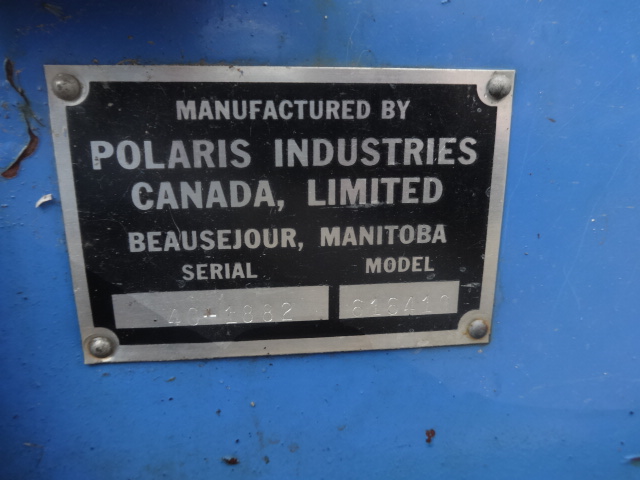 MANUFACTURED BY
POLARIS INDUSTRIES
CANADA, LIMITED
BEAUSEJOUR, MANITOBA
SERIAL MODEL